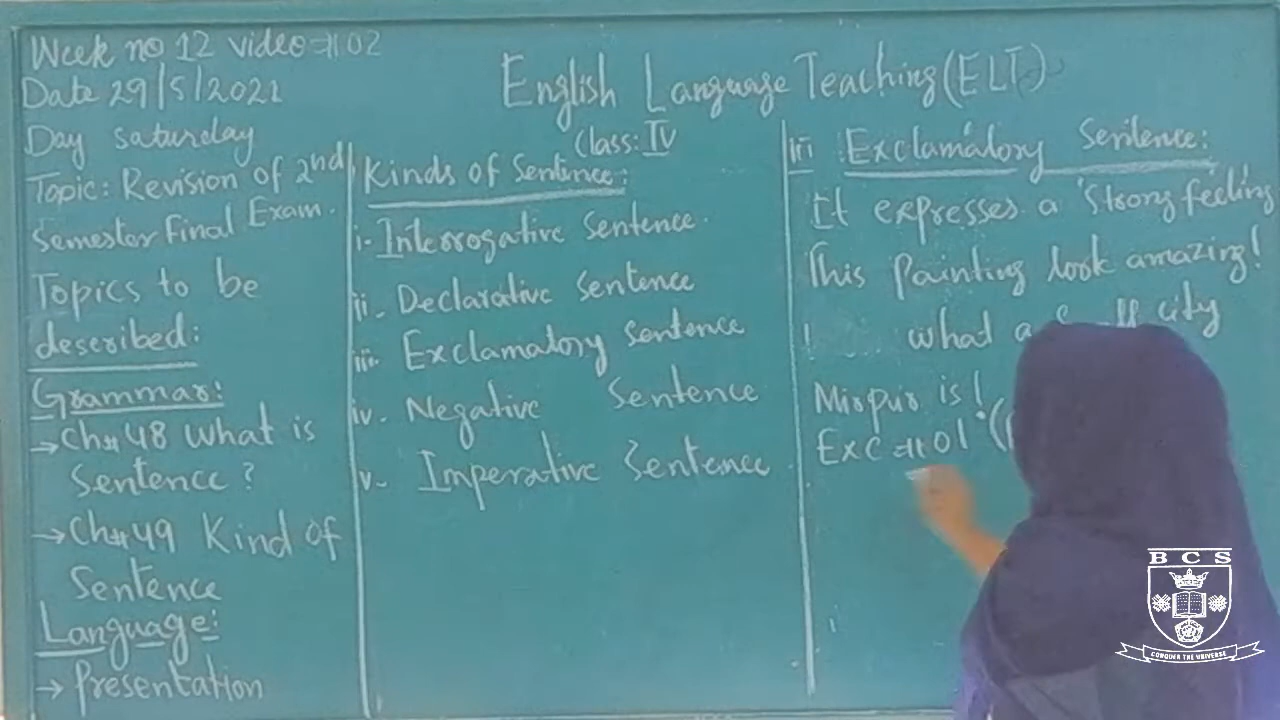 Week no 12 video # 02
Date 29/5/2021
Day saturday
Topic: Revision of 2nd
Semester Final Exam.
Topics to be
described:
Grammar:
→ Ch# 48 What is
Sentence?
→ Ch# 49 Kind of
Sentence
Language:
→ Presentation
English Language Teaching (ELT)
Class: IV
Kinds of Sentence:
i- Interrogative Sentence
ii- Declarative Sentence
iii- Exclamatory Sentence
iv- Negative Sentence
v- Imperative Sentence
iii Exclamatory Sentence:
It expresses a Strong feeling
This painting look amazing!
what a city
Mirpur is!
Exc # 01
BCS
CONQUER THE UNIVERSE